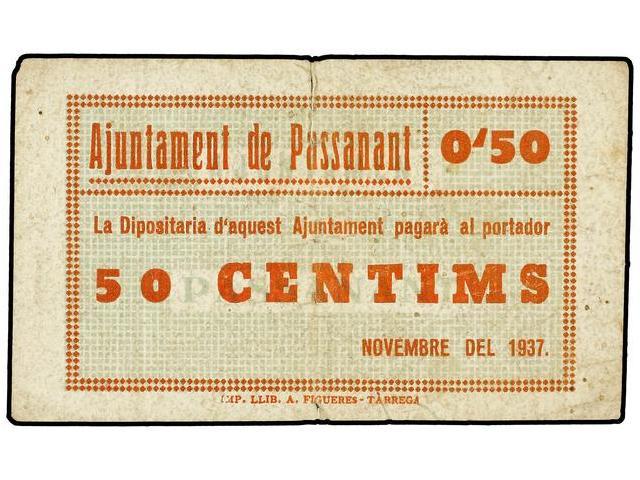 Ajuntament de Passanant
0'50
La Dipositaria d'aquest Ajuntament pagarà al portador
50 CENTIMS
NOVEMBRE DEL 1937.
IMP. LLIB. A. FIGUERES - TÀRREGA